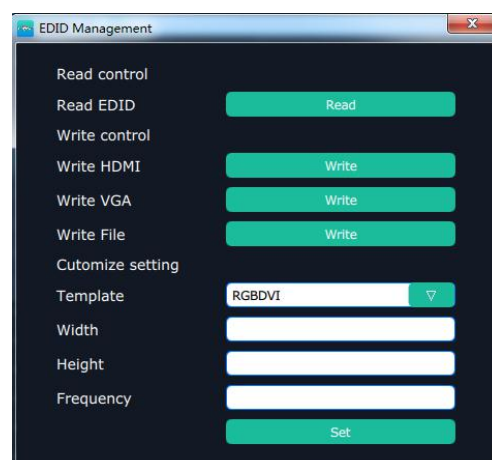 EDID Management
Read control
Read EDID Read
Write control
Write HDMI Write
Write VGA Write
Write File Write
Cutomize setting
Template RGBDVI
Width
Height
Frequency
Set